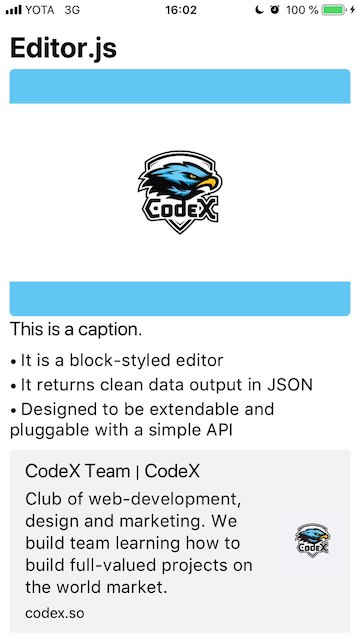 YOTA 3G 16:02 100 %
Editor.js
CodeX
This is a caption.
• It is a block-styled editor
• It returns clean data output in JSON
• Designed to be extendable and
pluggable with a simple API
CodeX Team | CodeX
Club of web-development,
design and marketing. We
build team learning how to
build full-valued projects on
the world market.
CodeX
codex.so